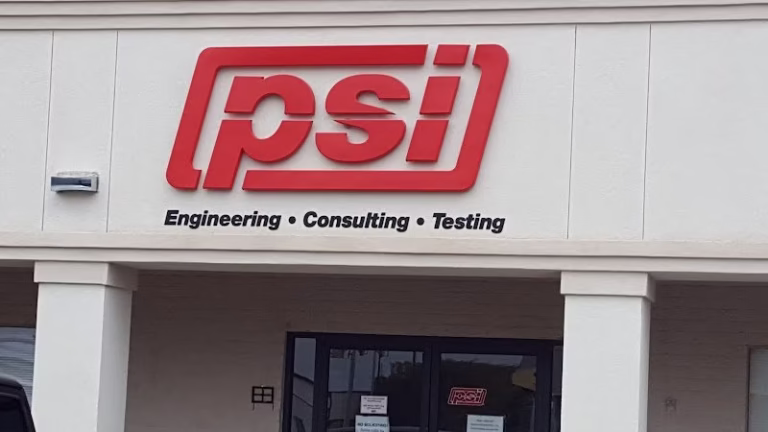 psi
Engineering • Consulting • Testing
psi